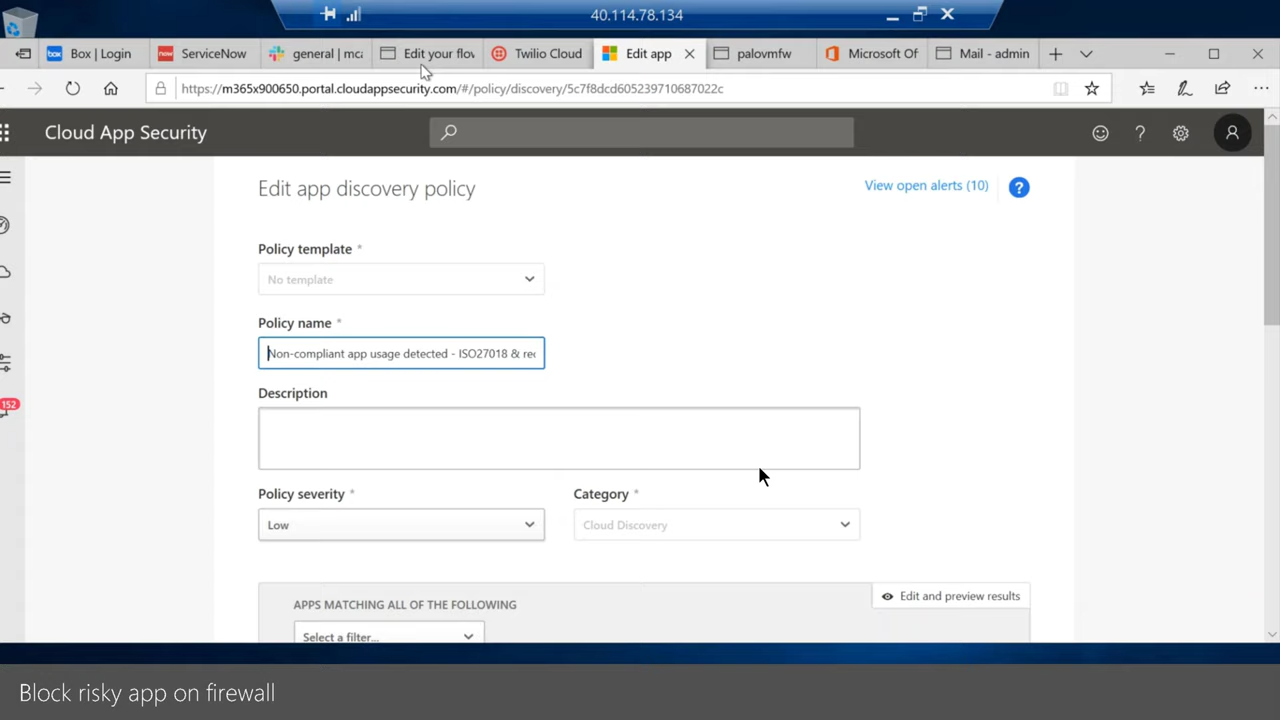 40.114.78.134
Box | Login
ServiceNow
general | mca
Edit your flow
Twilio Cloud
Edit app
palovmfw
Microsoft Of
Mail - admin
https://m365x900650.portal.cloudappsecurity.com/#/policy/discovery/5c7f8dcd605239710687022c
Cloud App Security
Edit app discovery policy
View open alerts (10)
?
Policy template *
No template
Policy name *
Non-compliant app usage detected - ISO27018 & rec
Description
152
Policy severity *
Category *
Low
Cloud Discovery
APPS MATCHING ALL OF THE FOLLOWING
Edit and preview results
Select a filter...
Block risky app on firewall